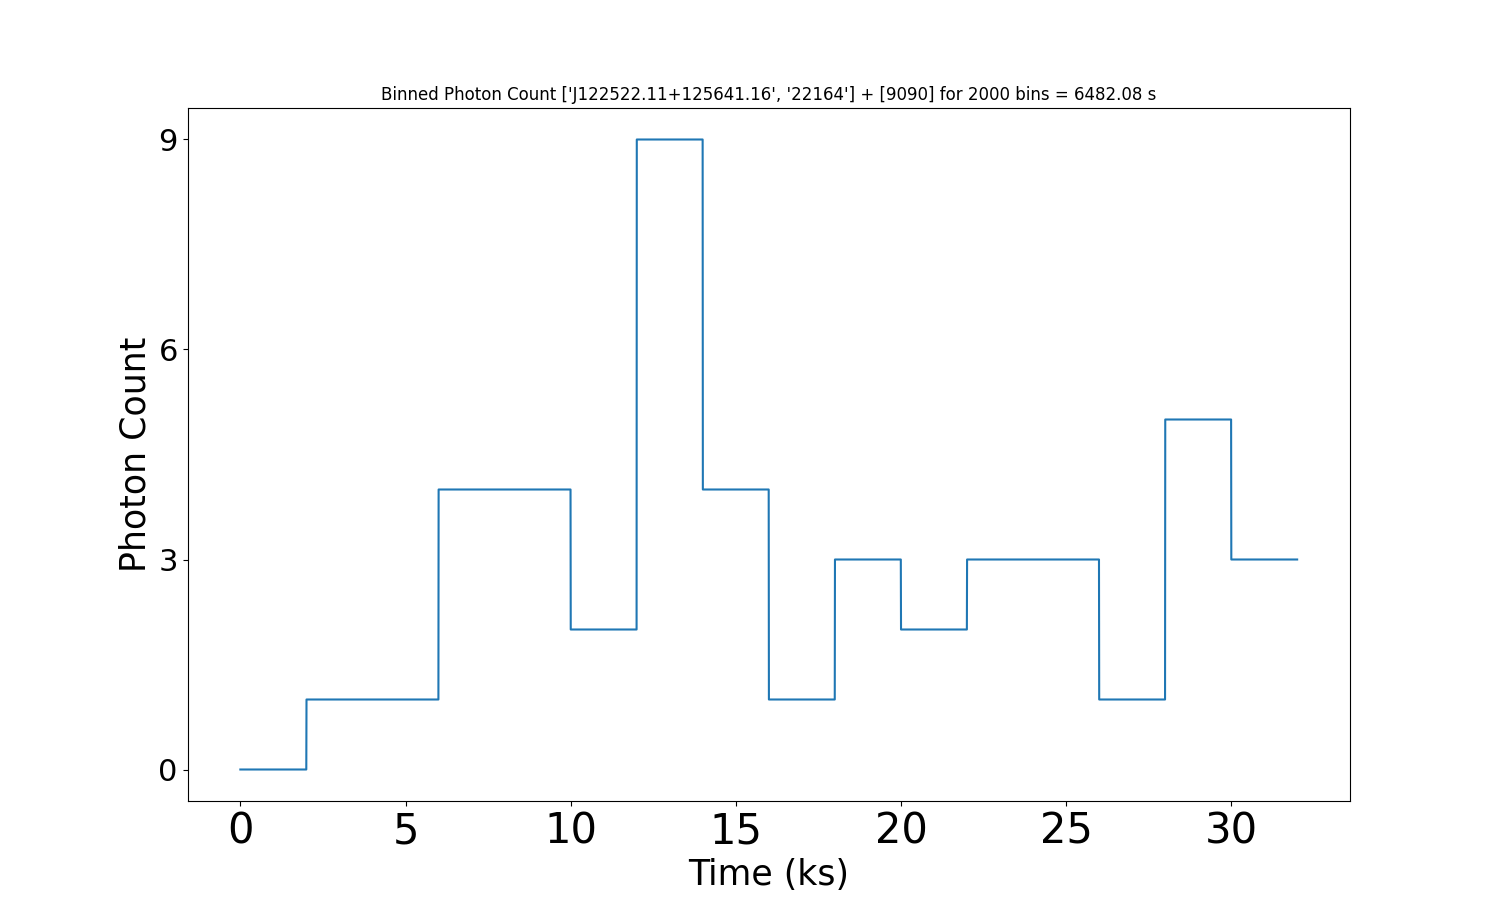 Binned Photon Count ['J122522.11+125641.16', '22164'] + [9090] for 2000 bins = 6482.08 s
9
6
3
0
Photon Count
0 5 10 15 20 25 30
Time (ks)